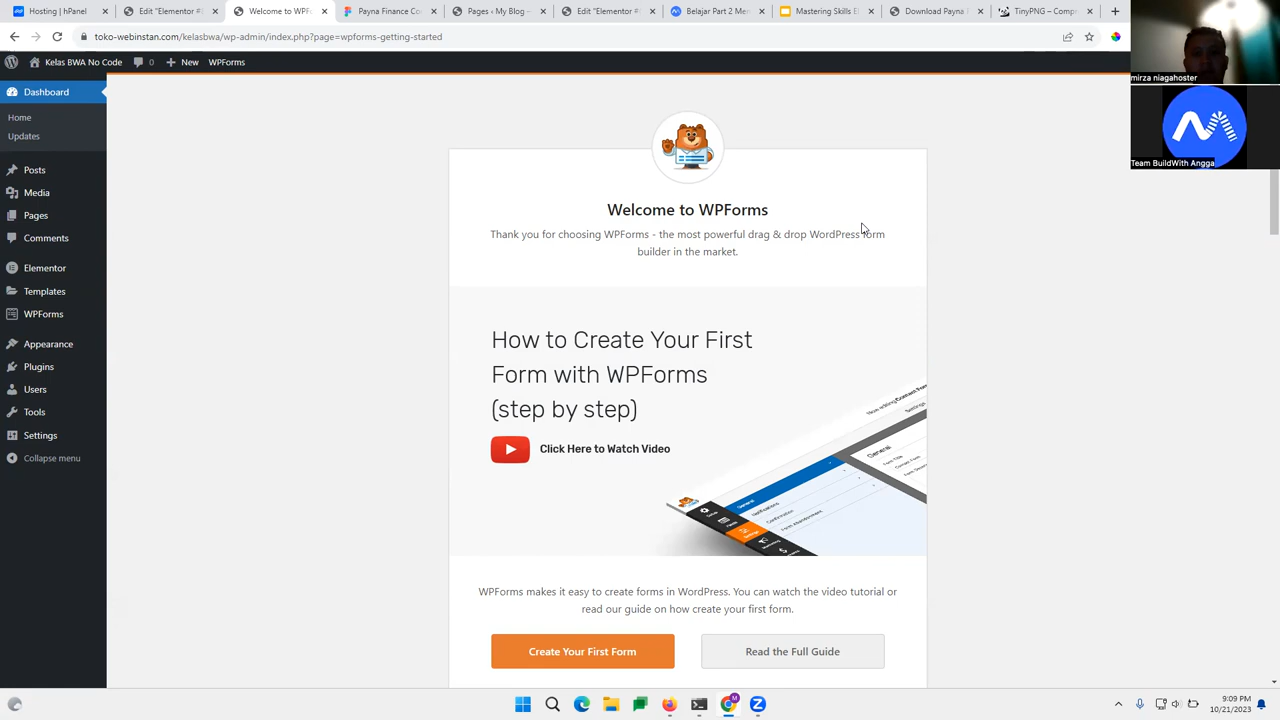 Hosting | hPanel
Edit "Elementor #
Welcome to WPFo
Payna Finance Co
Pages ‹ My Blog –
Edit "Elementor #
Belajar Part 2 Mem
Mastering Skills E
Download Payna
TinyPNG – Comp
toko-webinstan.com/kelasbwa/wp-admin/index.php?page=wpforms-getting-started
Kelas BWA No Code
0
New
WPForms
mirza niagahoster
Team BuildWith Angga
Dashboard
Home
Updates
Posts
Media
Pages
Comments
Elementor
Templates
WPForms
Appearance
Plugins
Users
Tools
Settings
Collapse menu
Welcome to WPForms
Thank you for choosing WPForms - the most powerful drag & drop WordPress form
builder in the market.
How to Create Your First
Form with WPForms
(step by step)
Click Here to Watch Video
WPForms makes it easy to create forms in WordPress. You can watch the video tutorial or
read our guide on how create your first form.
Create Your First Form
Read the Full Guide
9:09 PM
10/21/2023